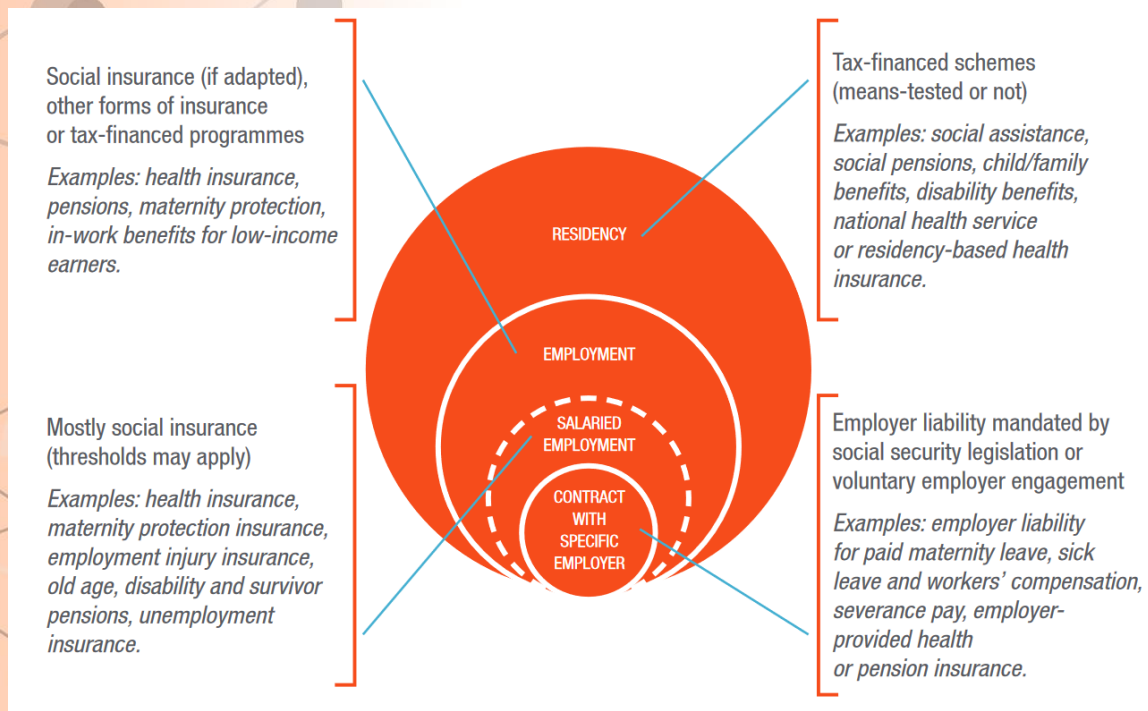 Social insurance (if adapted),
other forms of insurance
or tax-financed programmes
Examples: health insurance,
pensions, maternity protection,
in-work benefits for low-income
earners.
Tax-financed schemes
(means-tested or not)
Examples: social assistance,
social pensions, child/family
benefits, disability benefits,
national health service
or residency-based health
insurance.
RESIDENCY
EMPLOYMENT
SALARIED
EMPLOYMENT
CONTRACT
WITH
SPECIFIC
EMPLOYER
Mostly social insurance
(thresholds may apply)
Examples: health insurance,
maternity protection insurance,
employment injury insurance,
old age, disability and survivor
pensions, unemployment
insurance.
Employer liability mandated by
social security legislation or
voluntary employer engagement
Examples: employer liability
for paid maternity leave, sick
leave and workers’ compensation,
severance pay, employer-
provided health
or pension insurance.